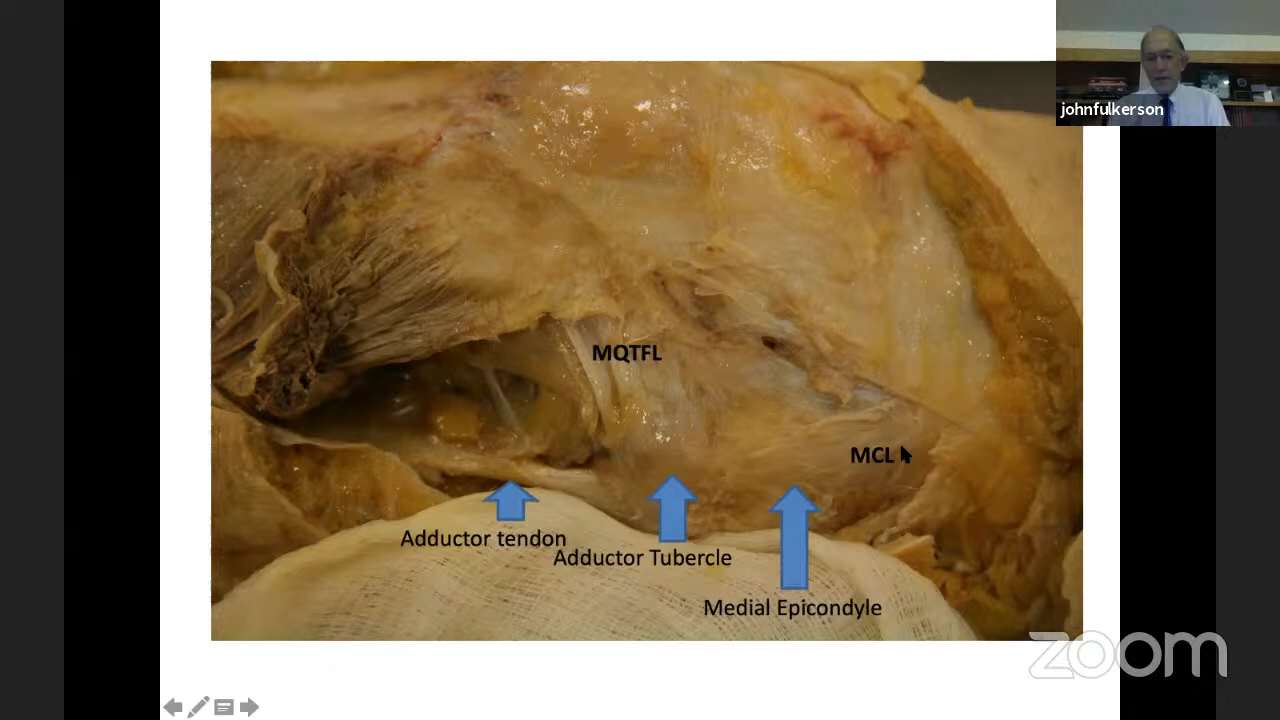 johnfulkerson
MQTFL
MCL
Adductor tendon
Adductor Tubercle
Medial Epicondyle
zoom